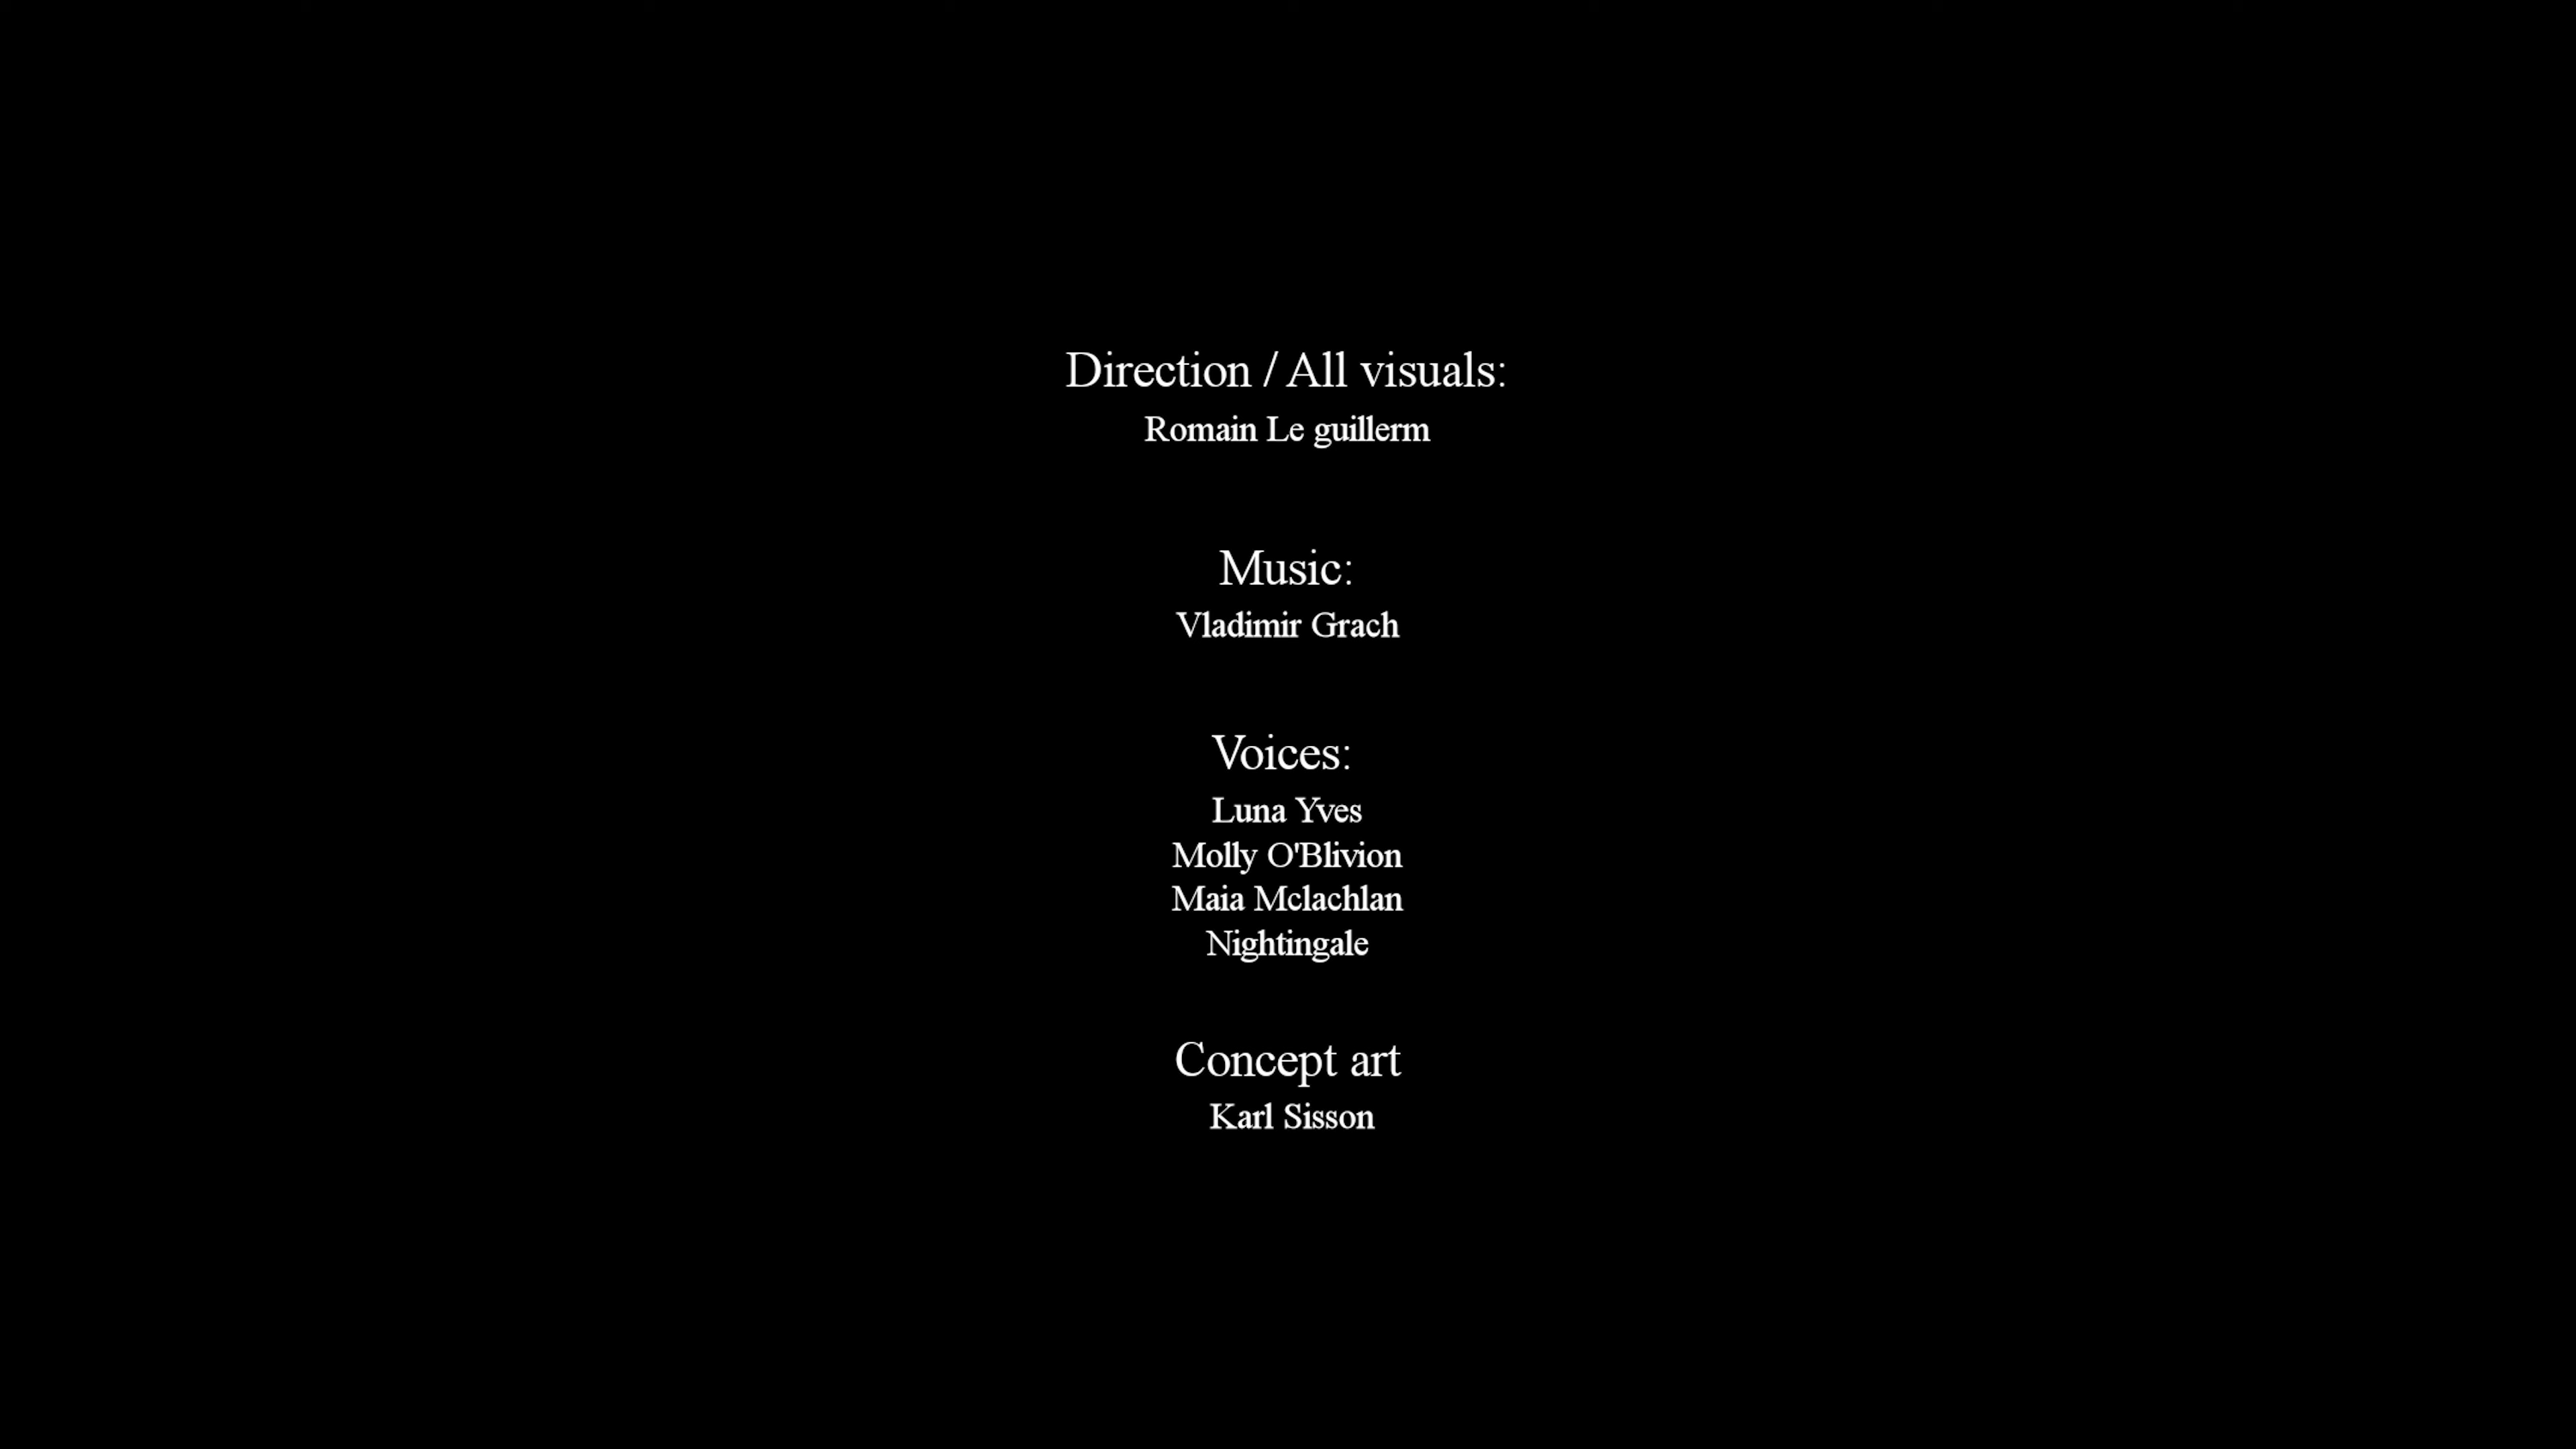 Direction / All visuals:
Romain Le guillerm
Music:
Vladimir Grach
Voices:
Luna Yves
Molly O'Blivion
Maia Mclachlan
Nightingale
Concept art
Karl Sisson